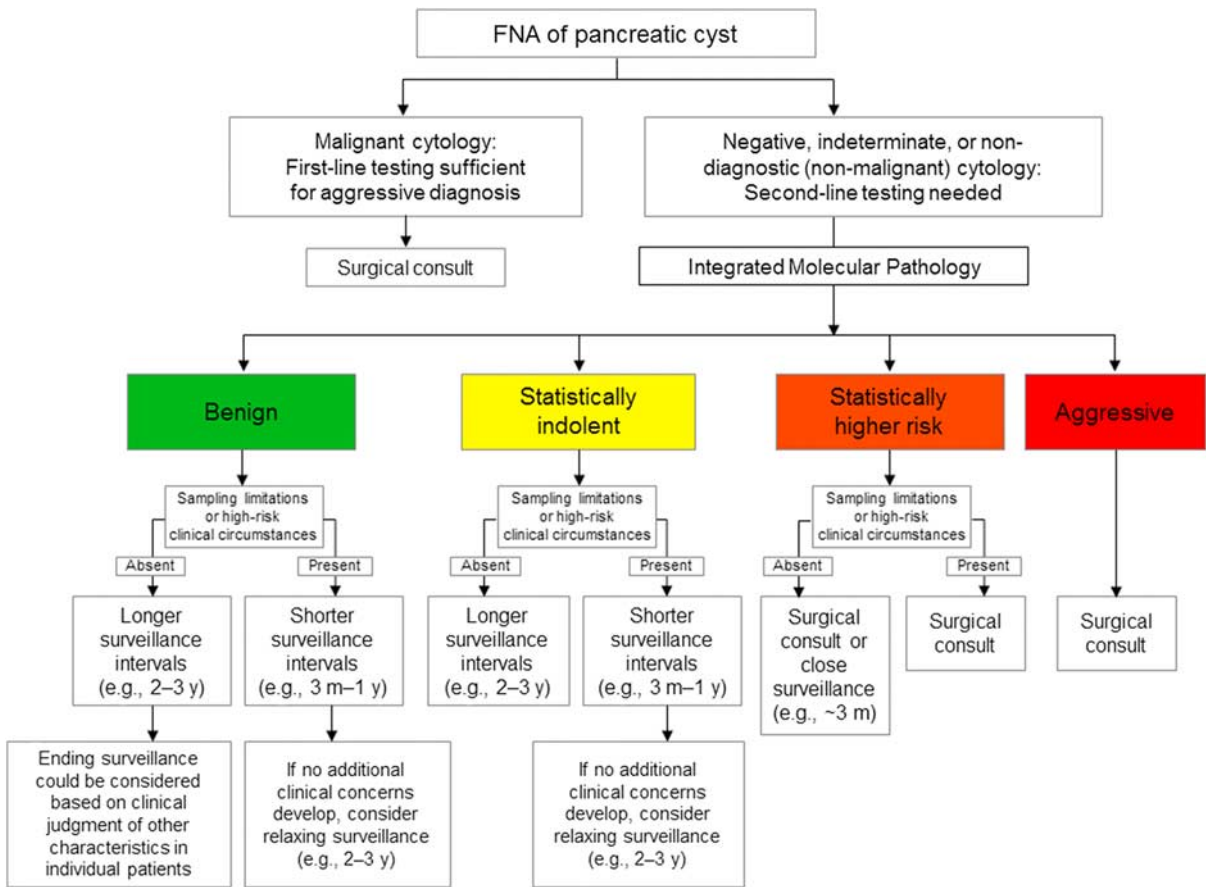 FNA of pancreatic cyst
Malignant cytology:
First-line testing sufficient
for aggressive diagnosis
Negative, indeterminate, or non-
diagnostic (non-malignant) cytology:
Second-line testing needed
Surgical consult
Integrated Molecular Pathology
Benign
Statistically
indolent
Statistically
higher risk
Aggressive
Sampling limitations
or high-risk
clinical circumstances
Sampling limitations
or high-risk
clinical circumstances
Sampling limitations
or high-risk
clinical circumstances
Absent
Present
Absent
Present
Absent
Present
Longer
surveillance
intervals
(e.g., 2–3 y)
Shorter
surveillance
intervals
(e.g., 3 m–1 y)
Longer
surveillance
intervals
(e.g., 2–3 y)
Shorter
surveillance
intervals
(e.g., 3 m–1 y)
Surgical
consult or
close
surveillance
(e.g., ~3 m)
Surgical
consult
Surgical
consult
Ending surveillance
could be considered
based on clinical
judgment of other
characteristics in
individual patients
If no additional
clinical concerns
develop, consider
relaxing surveillance
(e.g., 2–3 y)
If no additional
clinical concerns
develop, consider
relaxing surveillance
(e.g., 2–3 y)